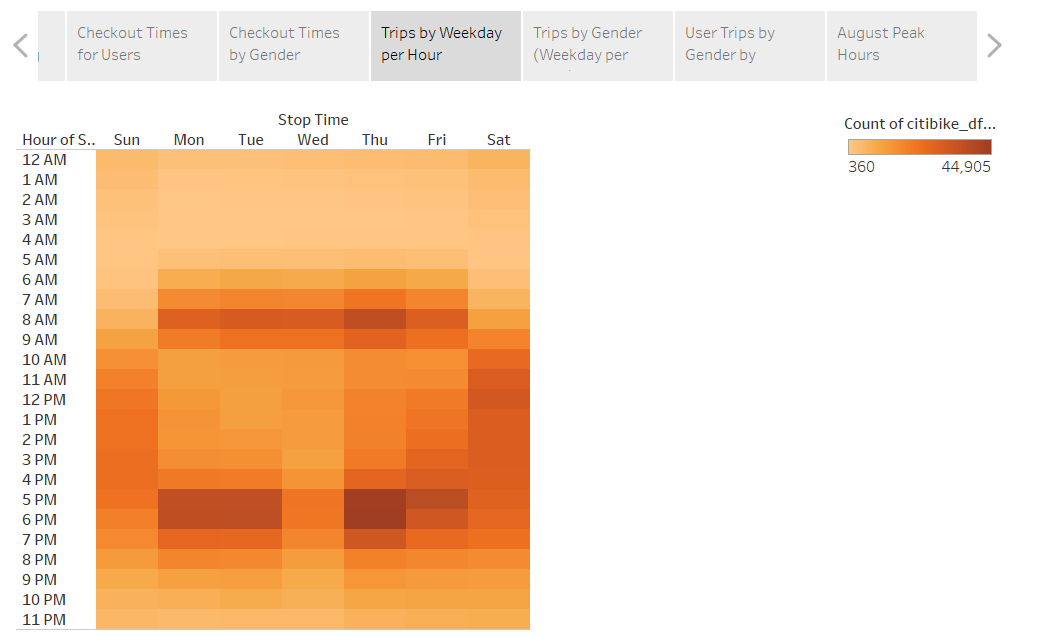 Checkout Times
for Users
Checkout Times
by Gender
Trips by Weekday
per Hour
Trips by Gender
(Weekday per
User Trips by
Gender by
August Peak
Hours
Stop Time
Hour of S.. Sun Mon Tue Wed Thu Fri Sat
12 AM
1 AM
2 AM
3 AM
4 AM
5 AM
6 AM
7 AM
8 AM
9 AM
10 AM
11 AM
12 PM
1 PM
2 PM
3 PM
4 PM
5 PM
6 PM
7 PM
8 PM
9 PM
10 PM
11 PM
Count of citibike_df...
360 44,905